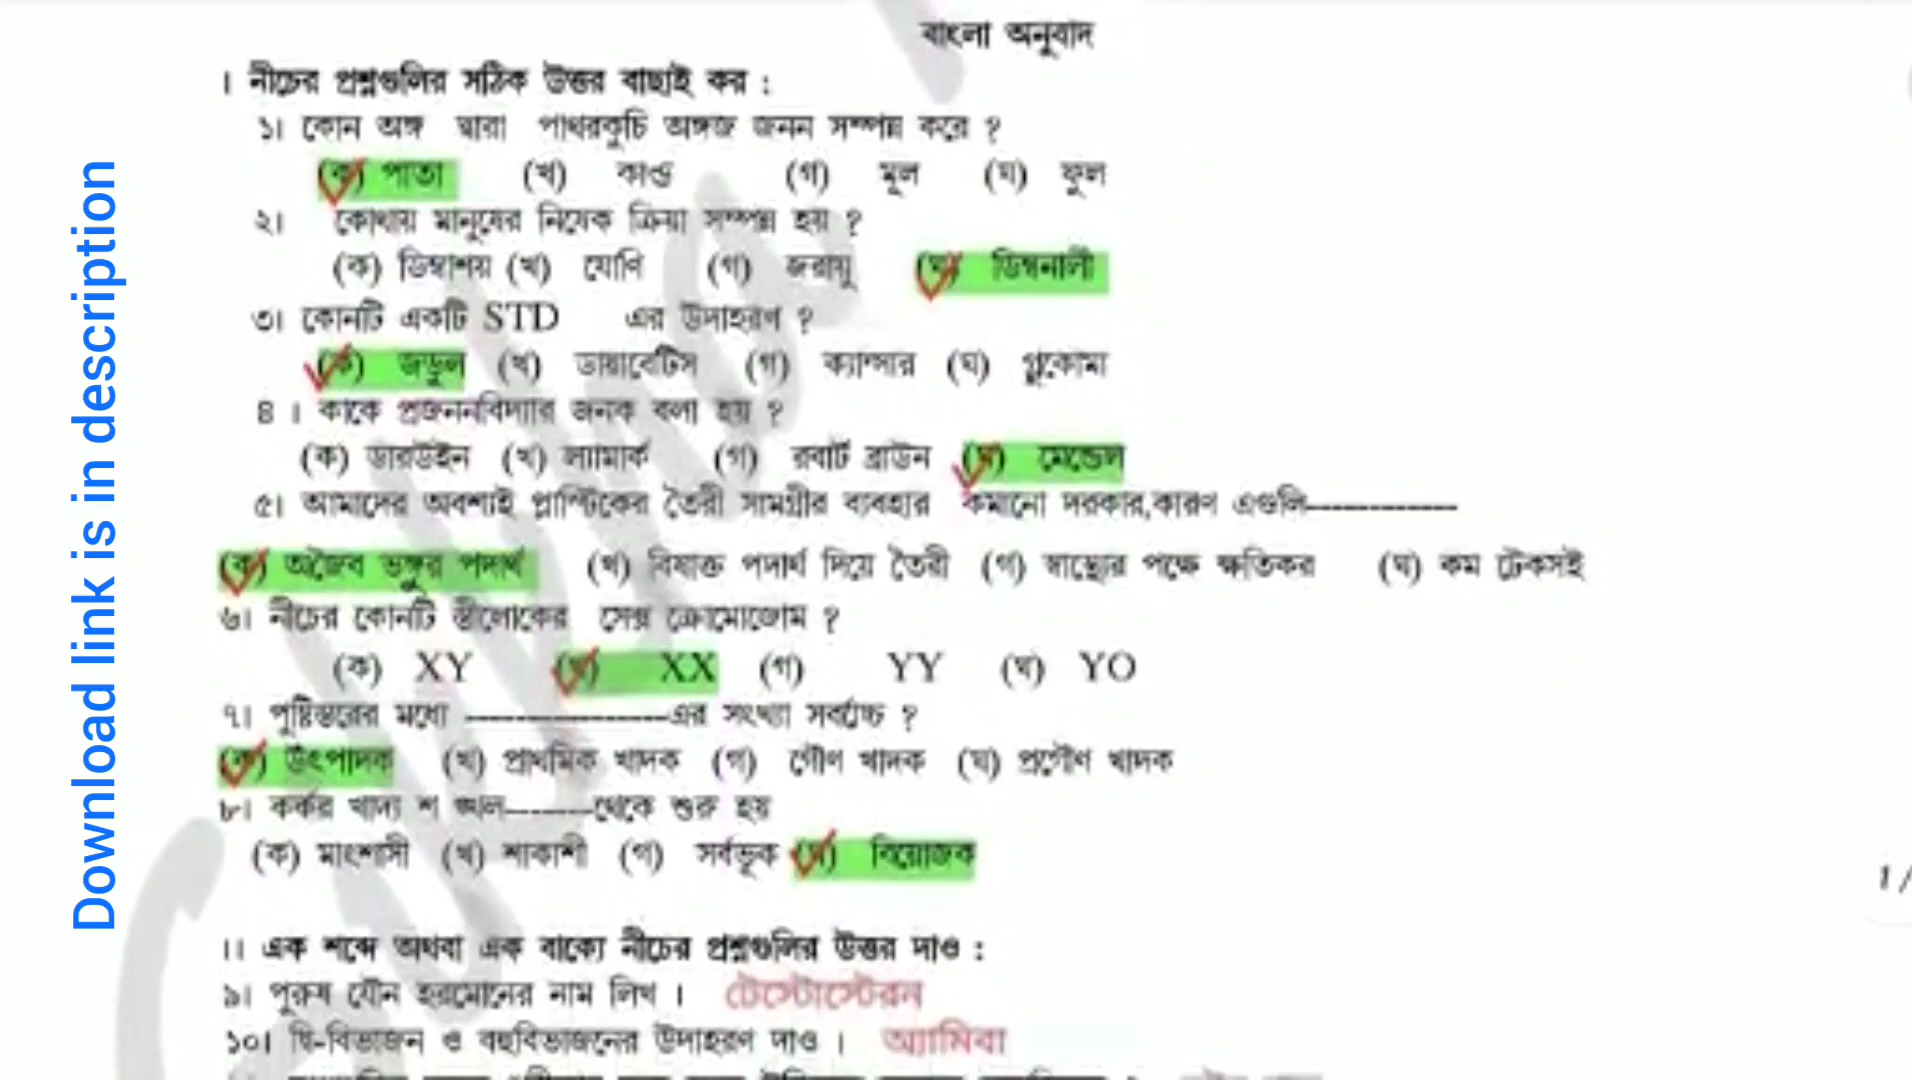 বাংলা অনুবাদ
। নীচের প্রশ্নগুলির সঠিক উত্তর বাছাই কর :
১। কোন অঙ্গ দ্বারা পাথরকুচি অঙ্গজ জনন সম্পন্ন করে ?
(ক) পাতা (খ) কাণ্ড (গ) মূল (ঘ) ফুল
২। কোথায় মানুষের নিষেক ক্রিয়া সম্পন্ন হয় ?
(ক) ডিম্বাশয় (খ) যোণি (গ) জরায়ু (ঘ) ডিম্বনালী
৩। কোনটি একটি STD এর উদাহরণ ?
(ক) জড়ুল (খ) ডায়াবেটিস (গ) ক্যান্সার (ঘ) গ্লুকোমা
৪ । কাকে প্রজননবিদ্যার জনক বলা হয় ?
(ক) ডারউইন (খ) ল্যামার্ক (গ) রবার্ট ব্রাউন (ঘ) মেন্ডেল
৫। আমাদের অবশ্যই প্লাস্টিকের তৈরী সামগ্রীর ব্যবহার কমানো দরকার,কারণ এগুলি------------
(ক) অজৈব ভঙ্গুর পদার্থ (খ) বিষাক্ত পদার্থ দিয়ে তৈরী (গ) স্বাস্থ্যের পক্ষে ক্ষতিকর (ঘ) কম টেকসই
৬। নীচের কোনটি স্ত্রীলোকের সেক্স ক্রোমোজোম ?
(ক) XY (খ) XX (গ) YY (ঘ) YO
৭। পুষ্টিস্তরের মধ্যে ----------------এর সংখ্যা সর্ব্বোচ্চ ?
(ক) উৎপাদক (খ) প্রাথমিক খাদক (গ) গৌণ খাদক (ঘ) প্রগৌণ খাদক
৮। কর্কর খাদ্য শ ঙ্খল-------থেকে শুরু হয়
(ক) মাংশাসী (খ) শাকাশী (গ) সর্বভূক (ঘ) বিয়োজক
।। এক শব্দে অথবা এক বাক্যে নীচের প্রশ্নগুলির উত্তর দাও :
৯। পুরুষ যৌন হরমোনের নাম লিখ । টেস্টোস্টেরন
১০। দ্বি-বিভাজন ও বহুবিভাজনের উদাহরণ দাও । অ্যামিবা
1/
Download link is in description